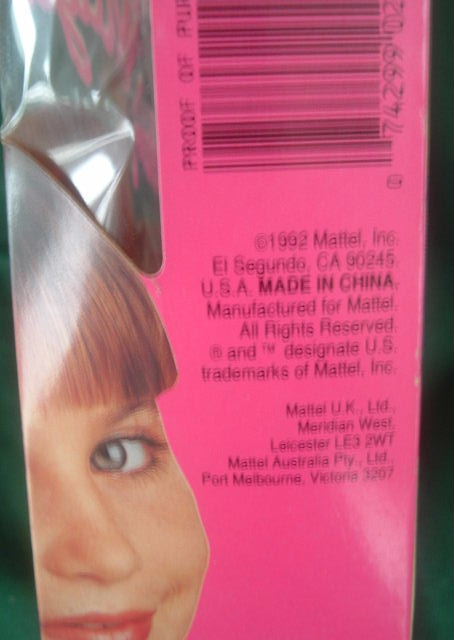 PROOF OF
74299 02
0
©1992 Mattel, Inc.
El Segundo, CA 90245.
U.S.A. MADE IN CHINA.
Manufactured for Mattel.
All Rights Reserved.
® and ™ designate U.S.
trademarks of Mattel, Inc.
Mattel U.K., Ltd.,
Meridian West,
Leicester LE3 2WT
Mattel Australia Pty., Ltd.,
Port Melbourne, Victoria 3207